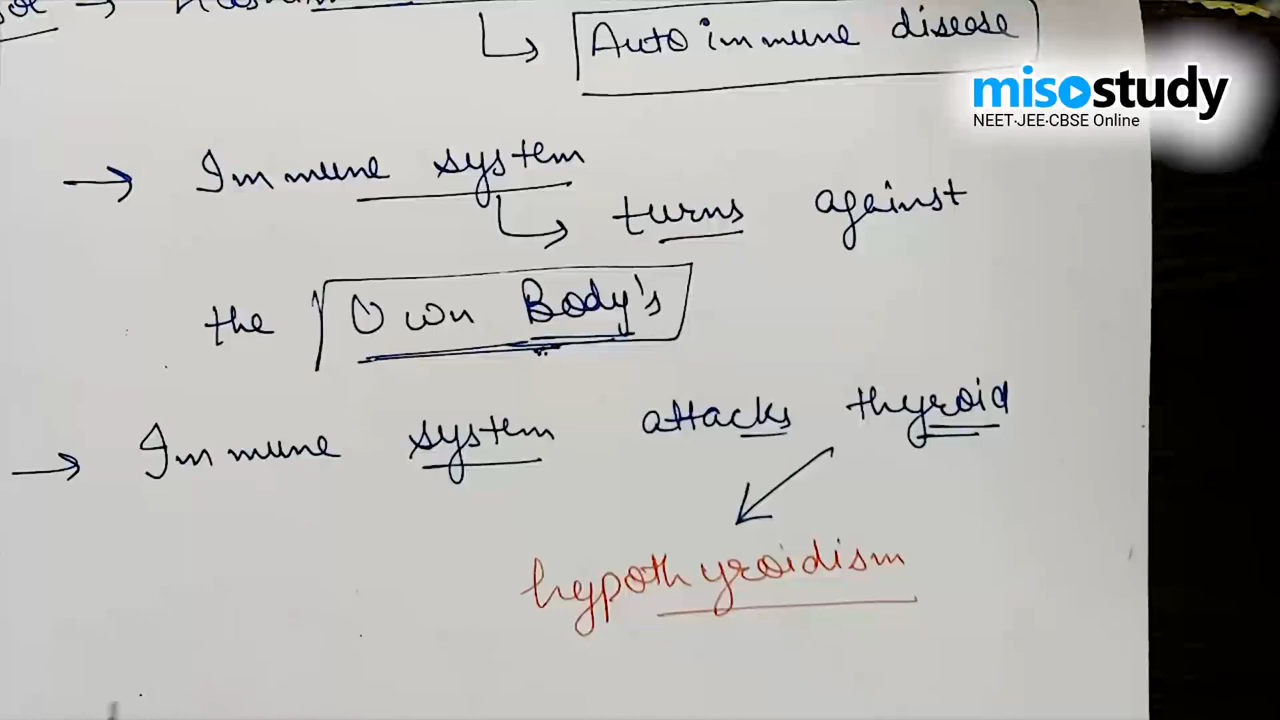 Auto immune disease
misostudy
NEET·JEE·CBSE Online
→ Immune system
turns against
the Own Body's
→ Immune system attacks thyroid
hypothyroidism